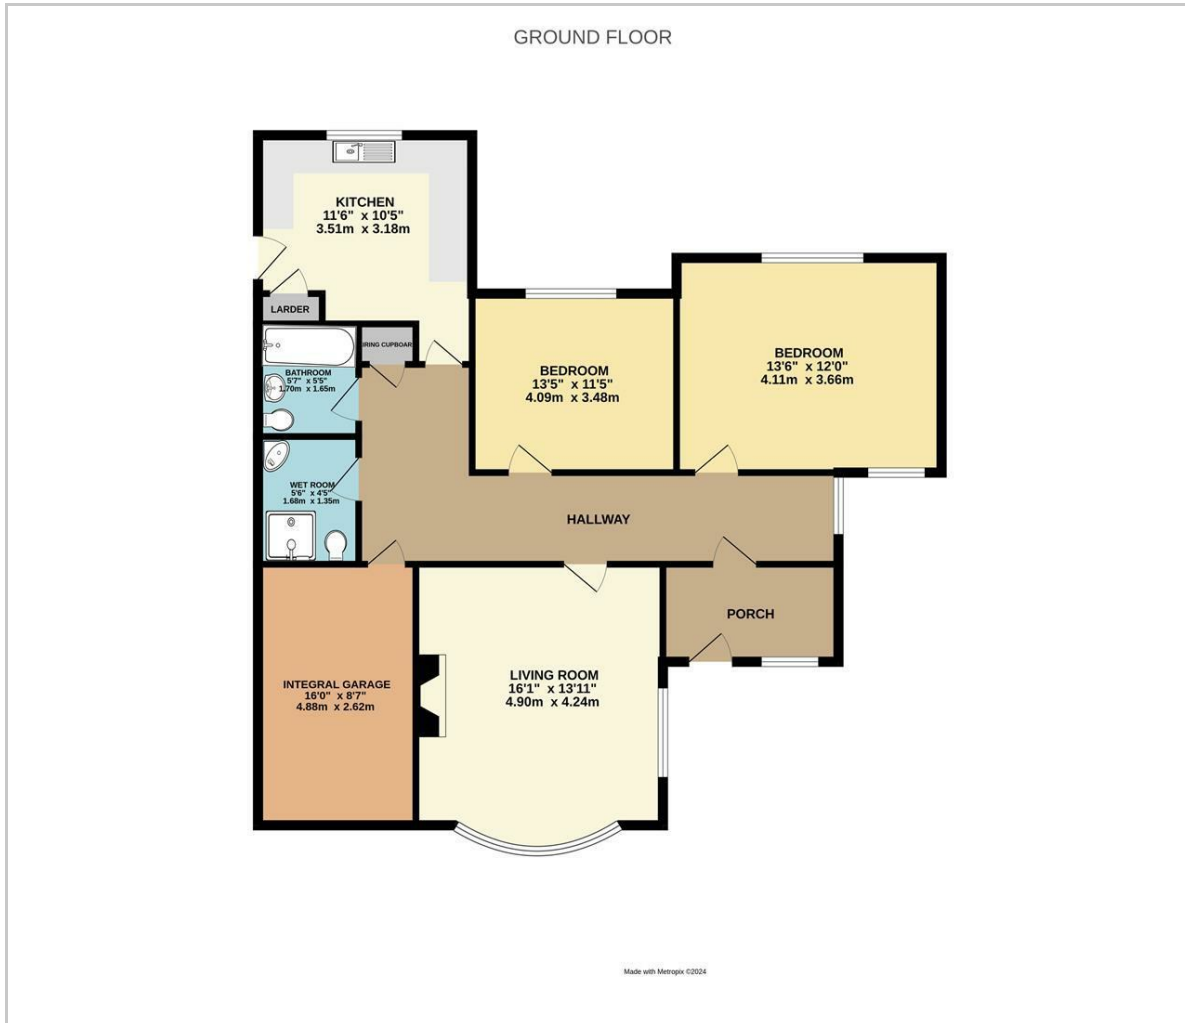 GROUND FLOOR
KITCHEN
11'6" x 10'5"
3.51m x 3.18m
LARDER
IRING CUPBOAR
BATHROOM
5'7" x 5'5"
1.70m x 1.65m
BEDROOM
13'5" x 11'5"
4.09m x 3.48m
BEDROOM
13'6" x 12'0"
4.11m x 3.66m
WET ROOM
5'6" x 4'5"
1.68m x 1.35m
HALLWAY
PORCH
INTEGRAL GARAGE
16'0" x 8'7"
4.88m x 2.62m
LIVING ROOM
16'1" x 13'11"
4.90m x 4.24m
Made with Metropix ©2024